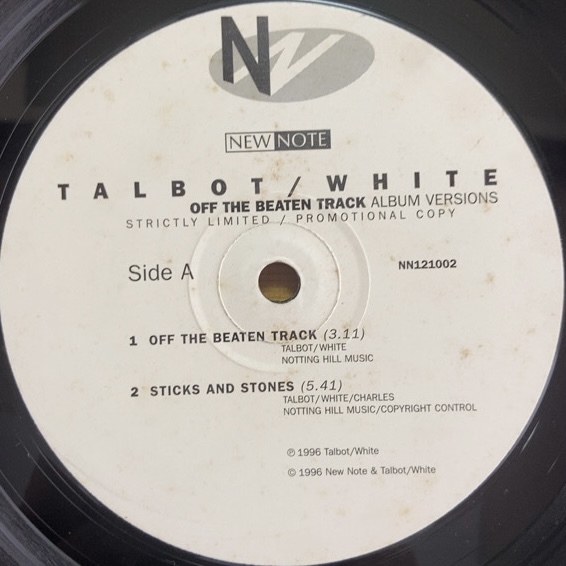 N N
NEW NOTE
TALBOT / WHITE
OFF THE BEATEN TRACK ALBUM VERSIONS
STRICTLY LIMITED / PROMOTIONAL COPY
Side A
NN121002
1 OFF THE BEATEN TRACK (3.11)
TALBOT/WHITE
NOTTING HILL MUSIC
2 STICKS AND STONES (5.41)
TALBOT/WHITE/CHARLES
NOTTING HILL MUSIC/COPYRIGHT CONTROL
℗ 1996 Talbot/White
© 1996 New Note & Talbot/White